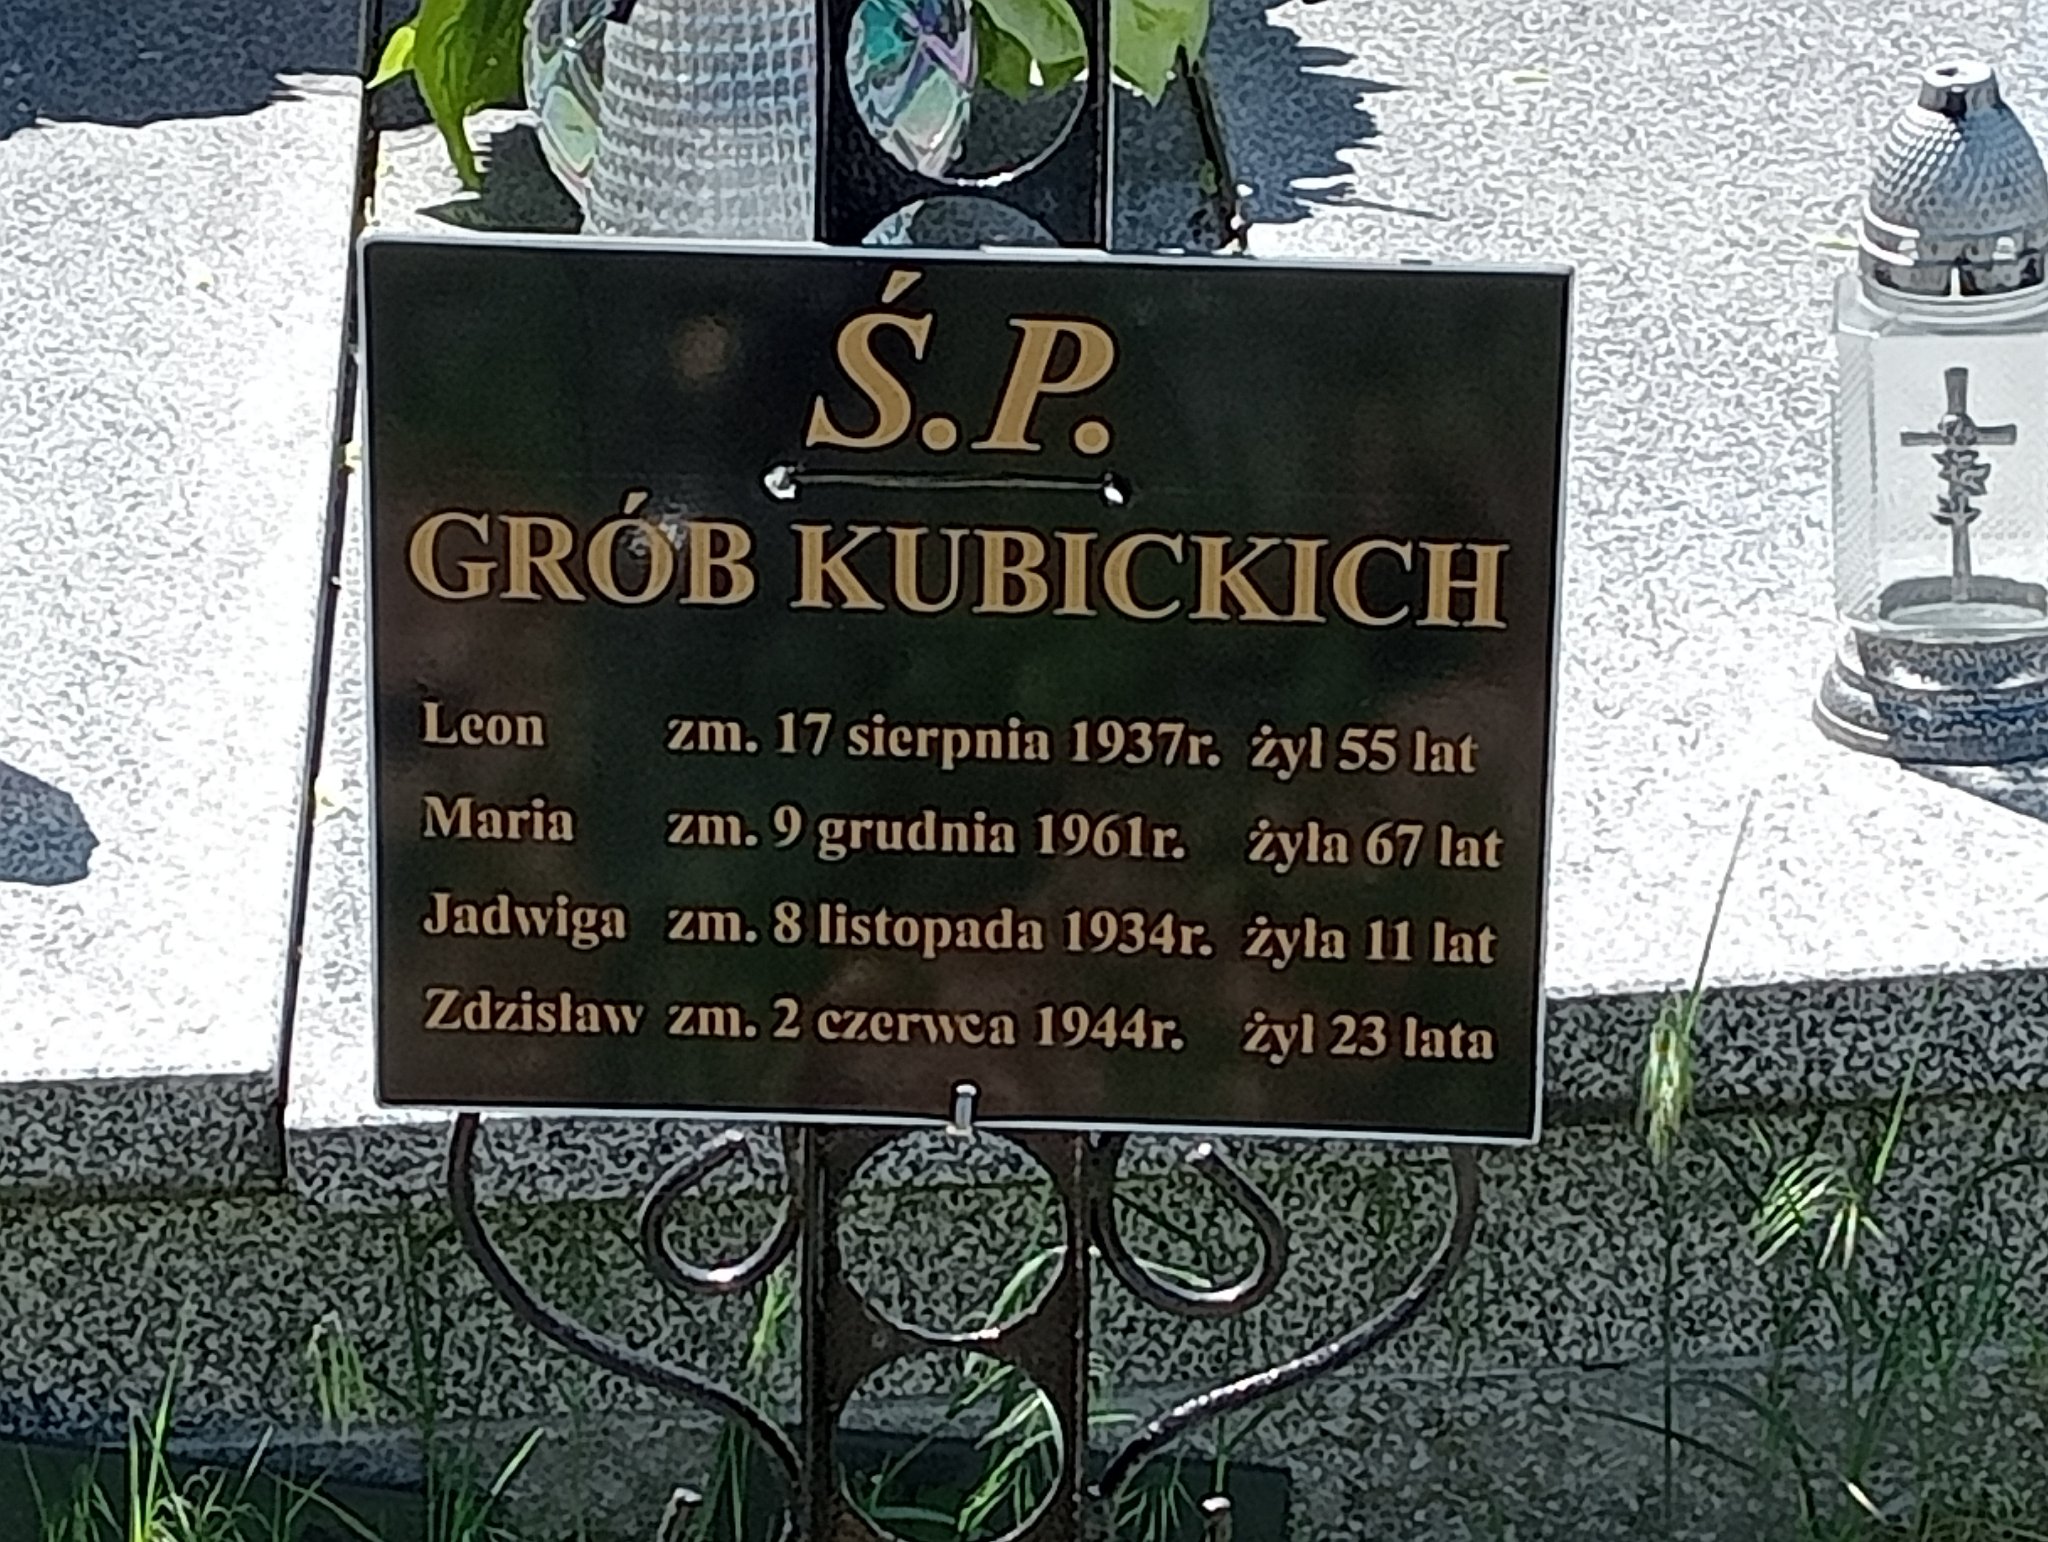 Ś.P.
GRÓB KUBICKICH
Leon zm. 17 sierpnia 1937r. żył 55 lat
Maria zm. 9 grudnia 1961r. żyła 67 lat
Jadwiga zm. 8 listopada 1934r. żyła 11 lat
Zdzisław zm. 2 czerwca 1944r. żył 23 lata